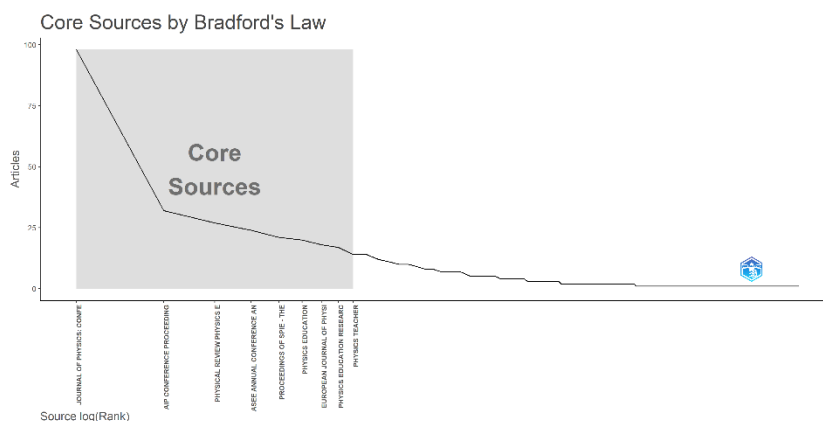 Core Sources by Bradford's Law
100
75
50
25
0
Articles
Core
Sources
JOURNAL OF PHYSICS: CONFE
AIP CONFERENCE PROCEEDING
PHYSICAL REVIEW PHYSICS E
ASEE ANNUAL CONFERENCE AN
PROCEEDINGS OF SPIE - THE
PHYSICS EDUCATION
EUROPEAN JOURNAL OF PHYSI
PHYSICS EDUCATION RESEARC
PHYSICS TEACHER
Source log(Rank)